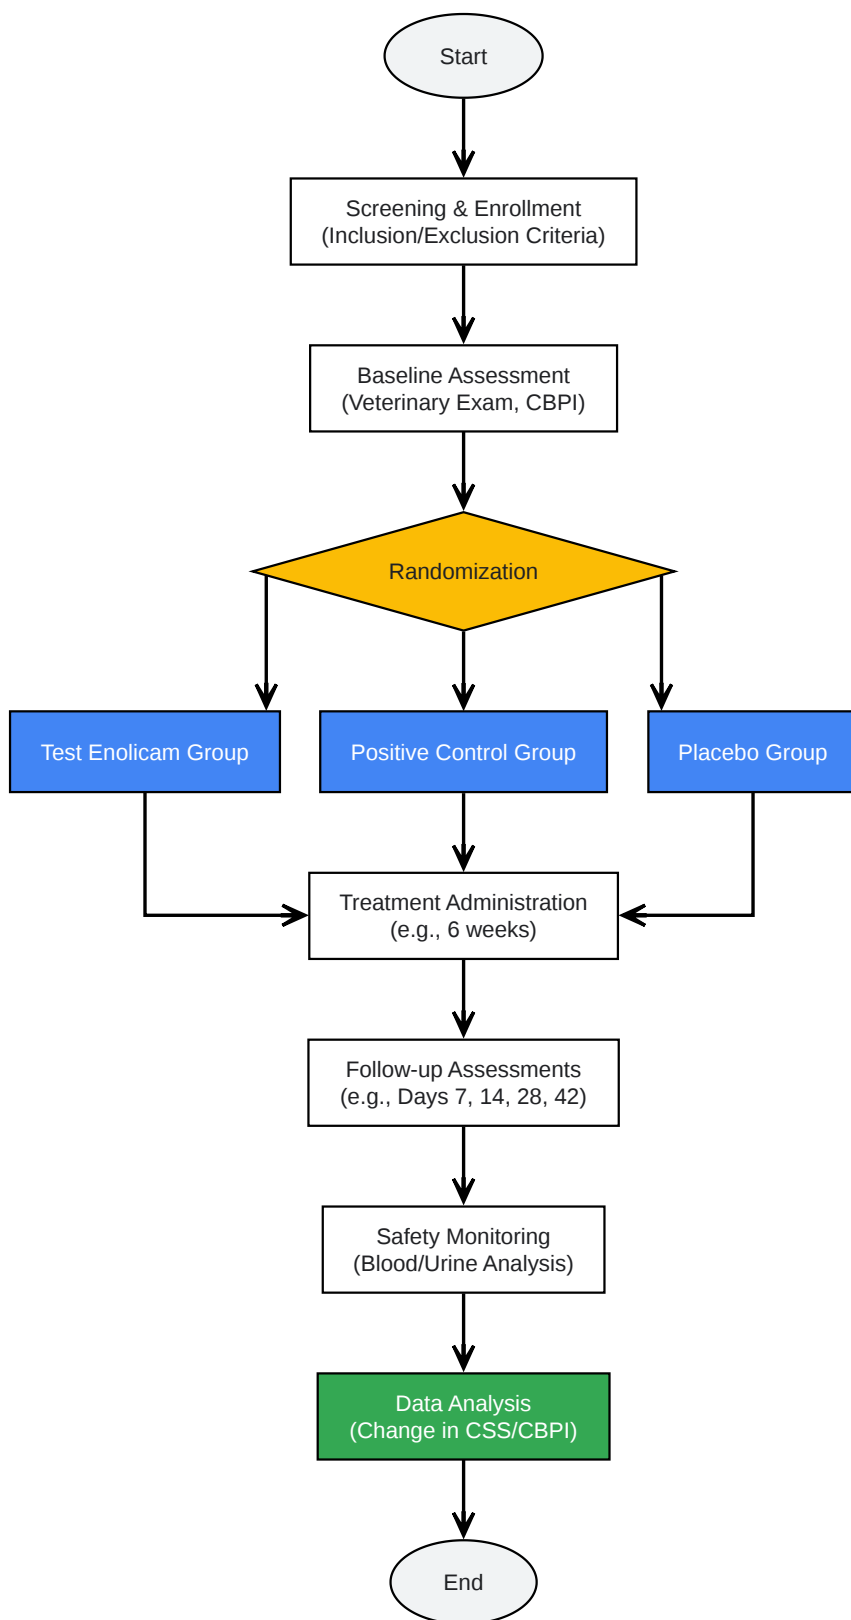 Start
Screening & Enrollment
(Inclusion/Exclusion Criteria)
Baseline Assessment
(Veterinary Exam, CBPI)
Randomization
Test Enolicam Group
Positive Control Group
Placebo Group
Treatment Administration
(e.g., 6 weeks)
Follow-up Assessments
(e.g., Days 7, 14, 28, 42)
Safety Monitoring
(Blood/Urine Analysis)
Data Analysis
(Change in CSS/CBPI)
End